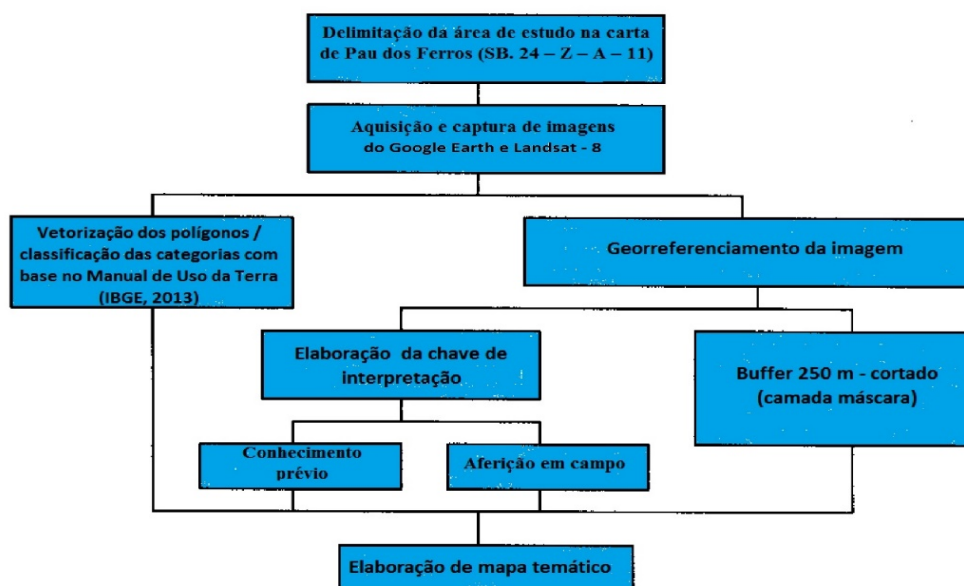 Delimitação da área de estudo na carta
de Pau dos Ferros (SB. 24 – Z – A – 11)
Aquisição e captura de imagens
do Google Earth e Landsat - 8
Vetorização dos polígonos /
classificação das categorias com
base no Manual de Uso da Terra
(IBGE, 2013)
Georreferenciamento da imagem
Elaboração da chave de
interpretação
Buffer 250 m - cortado
(camada máscara)
Conhecimento
prévio
Aferição em campo
Elaboração de mapa temático